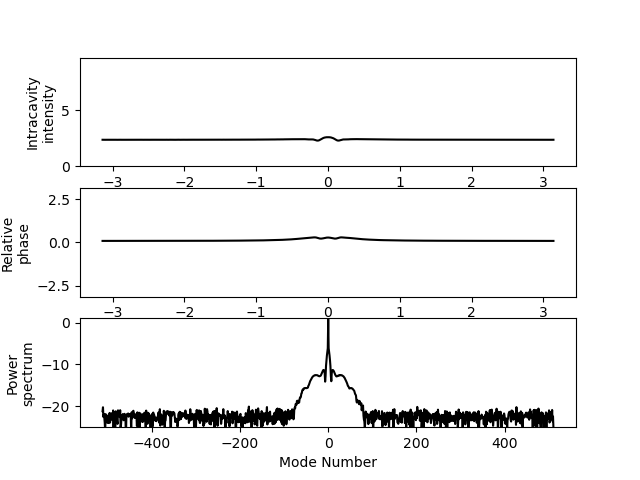 Intracavity
intensity
5
0
−3 −2 −1 0 1 2 3
Relative
phase
2.5
0.0
−2.5
−3 −2 −1 0 1 2 3
Power
spectrum
0
−10
−20
−400 −200 0 200 400
Mode Number